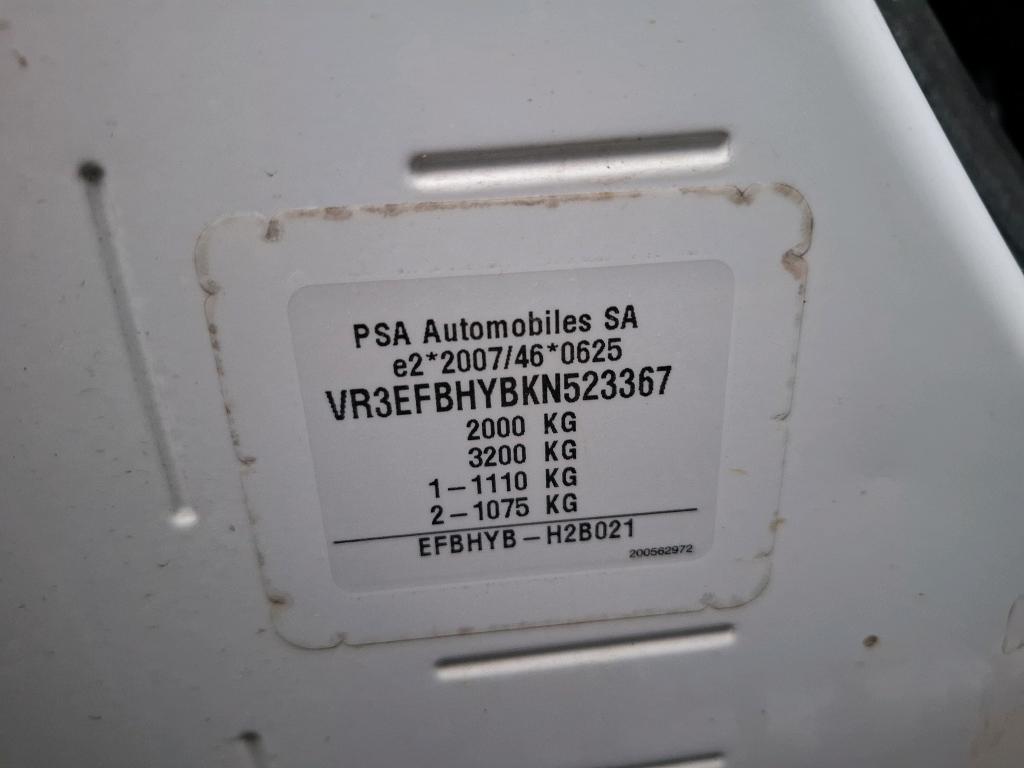 PSA Automobiles SA
e2*2007/46*0625
VR3EFBHYBKN523367
2000 KG
3200 KG
1-1110 KG
2-1075 KG
EFBHYB-H2B021
200562972